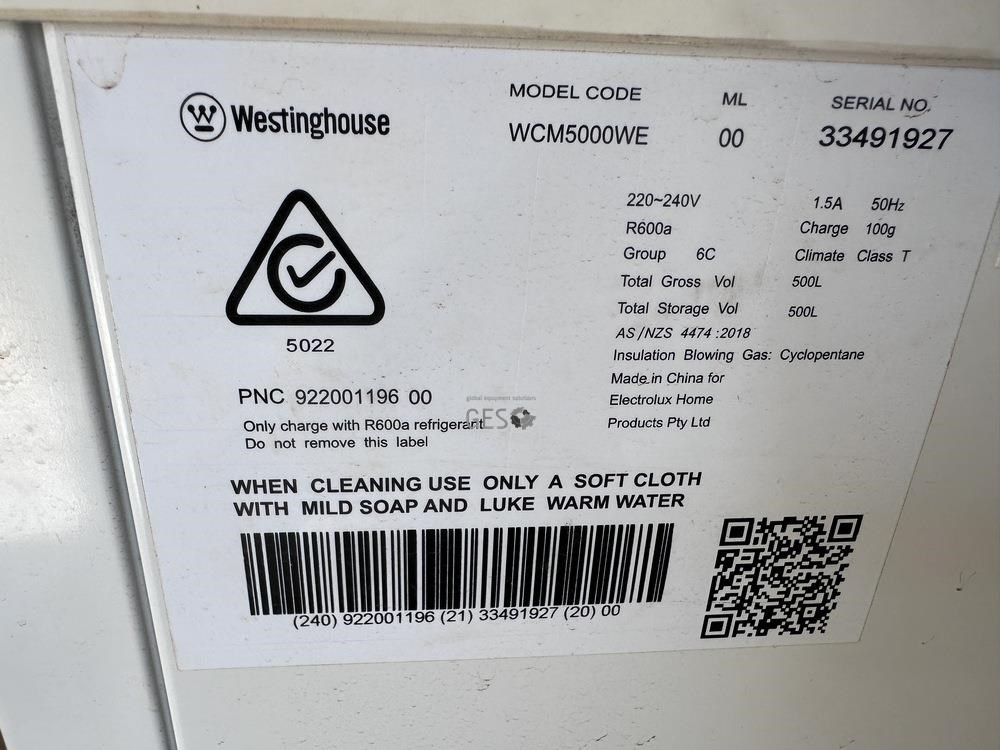 Westinghouse
MODEL CODE ML SERIAL NO.
WCM5000WE 00 33491927
220~240V 1.5A 50Hz
R600a Charge 100g
Group 6C Climate Class T
Total Gross Vol 500L
Total Storage Vol 500L
AS/NZS 4474:2018
Insulation Blowing Gas: Cyclopentane
Made in China for
Electrolux Home
Products Pty Ltd
5022
PNC 922001196 00
global equipment solutions
GES
Only charge with R600a refrigerant
Do not remove this label
WHEN CLEANING USE ONLY A SOFT CLOTH
WITH MILD SOAP AND LUKE WARM WATER
(240) 922001196 (21) 33491927 (20) 00